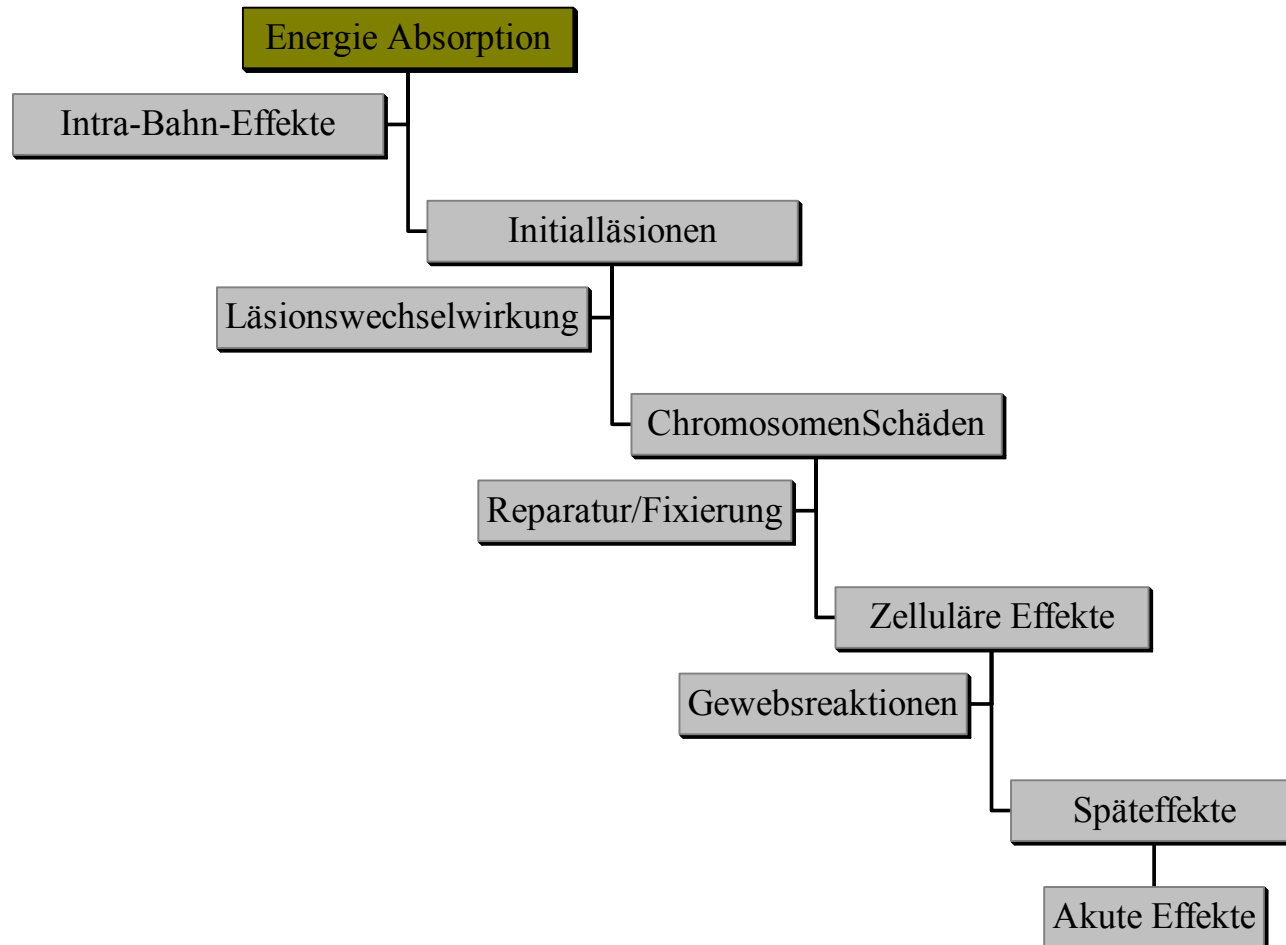 Energie Absorption
Intra-Bahn-Effekte
Initialläsionen
Läsionswechselwirkung
ChromosomenSchäden
Reparatur/Fixierung
Zelluläre Effekte
Gewebsreaktionen
Späteffekte
Akute Effekte